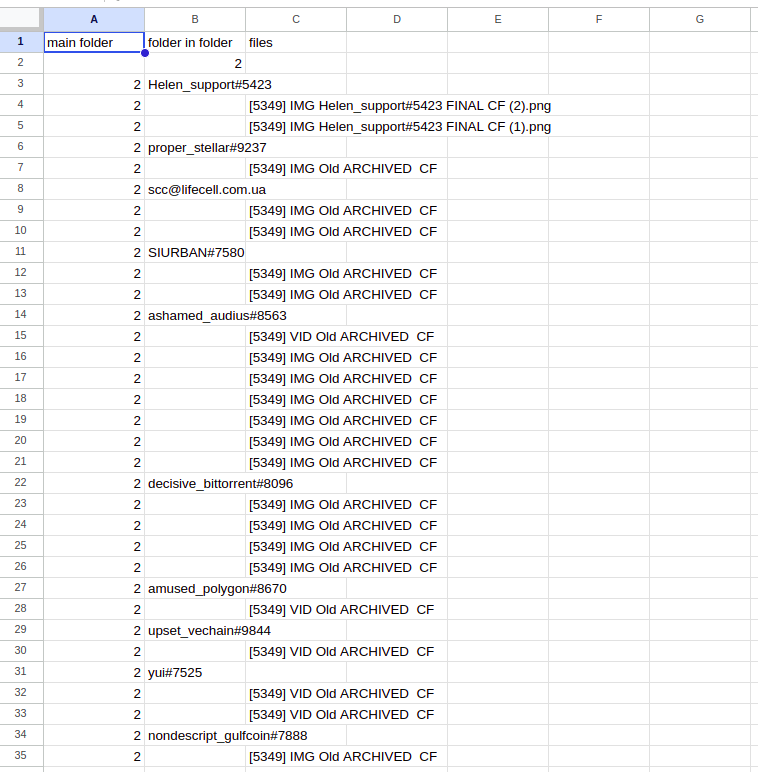 A B C D E F G
1 main folder folder in folder files
2 2
3 2 Helen_support#5423
4 2 [5349] IMG Helen_support#5423 FINAL CF (2).png
5 2 [5349] IMG Helen_support#5423 FINAL CF (1).png
6 2 proper_stellar#9237
7 2 [5349] IMG Old ARCHIVED  CF
8 2 scc@lifecell.com.ua
9 2 [5349] IMG Old ARCHIVED  CF
10 2 [5349] IMG Old ARCHIVED  CF
11 2 SIURBAN#7580
12 2 [5349] IMG Old ARCHIVED  CF
13 2 [5349] IMG Old ARCHIVED  CF
14 2 ashamed_audius#8563
15 2 [5349] VID Old ARCHIVED  CF
16 2 [5349] IMG Old ARCHIVED  CF
17 2 [5349] IMG Old ARCHIVED  CF
18 2 [5349] IMG Old ARCHIVED  CF
19 2 [5349] IMG Old ARCHIVED  CF
20 2 [5349] IMG Old ARCHIVED  CF
21 2 [5349] IMG Old ARCHIVED  CF
22 2 decisive_bittorrent#8096
23 2 [5349] IMG Old ARCHIVED  CF
24 2 [5349] IMG Old ARCHIVED  CF
25 2 [5349] IMG Old ARCHIVED  CF
26 2 [5349] IMG Old ARCHIVED  CF
27 2 amused_polygon#8670
28 2 [5349] VID Old ARCHIVED  CF
29 2 upset_vechain#9844
30 2 [5349] VID Old ARCHIVED  CF
31 2 yui#7525
32 2 [5349] VID Old ARCHIVED  CF
33 2 [5349] VID Old ARCHIVED  CF
34 2 nondescript_gulfcoin#7888
35 2 [5349] IMG Old ARCHIVED  CF